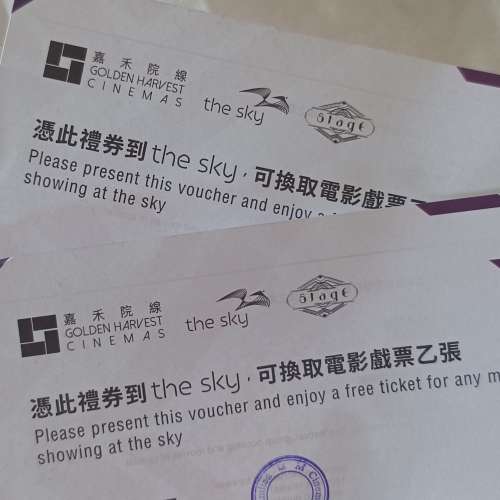 嘉禾院線
GOLDEN HARVEST
CINEMAS
the sky
StagE
憑此禮券到 the sky，可換取電影戲票乙
Please present this voucher and enjoy a
showing at the sky
嘉禾院線
GOLDEN HARVEST
CINEMAS
the sky
StagE
憑此禮券到 the sky，可換取電影戲票乙張
Please present this voucher and enjoy a free ticket for any m
showing at the sky